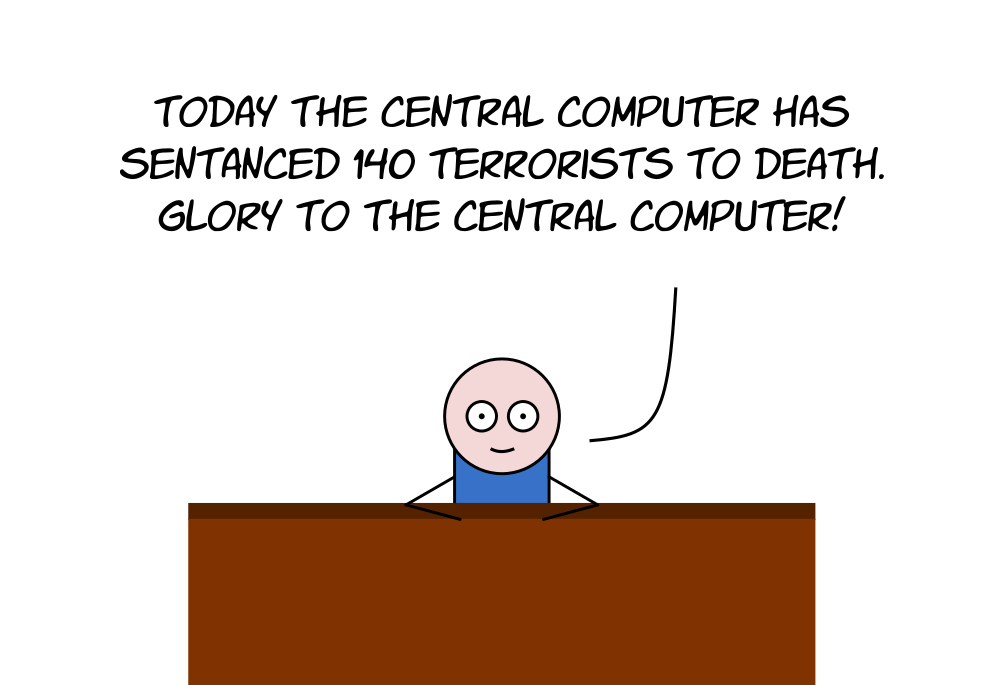 TODAY THE CENTRAL COMPUTER HAS
SENTANCED 140 TERRORISTS TO DEATH.
GLORY TO THE CENTRAL COMPUTER!